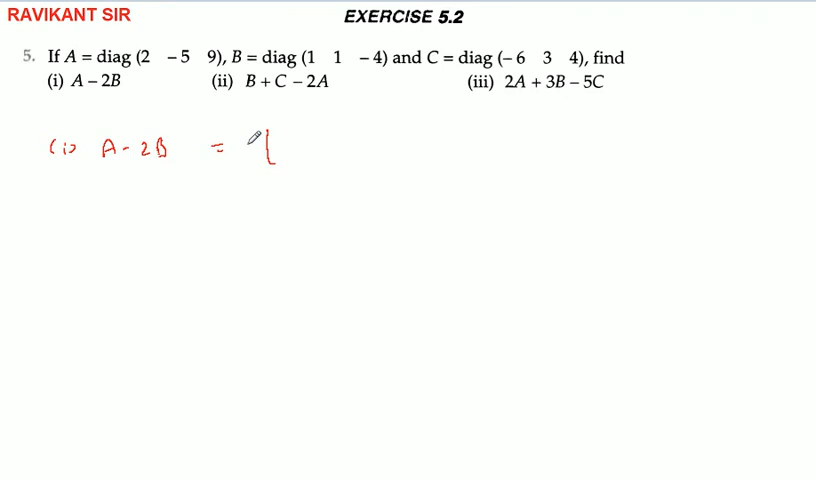 RAVIKANT SIR
EXERCISE 5.2
5. If A = diag (2 – 5 9), B = diag (1 1 – 4) and C = diag (– 6 3 4), find
(i) A – 2B (ii) B + C – 2A (iii) 2A + 3B – 5C
(i) A - 2B = [